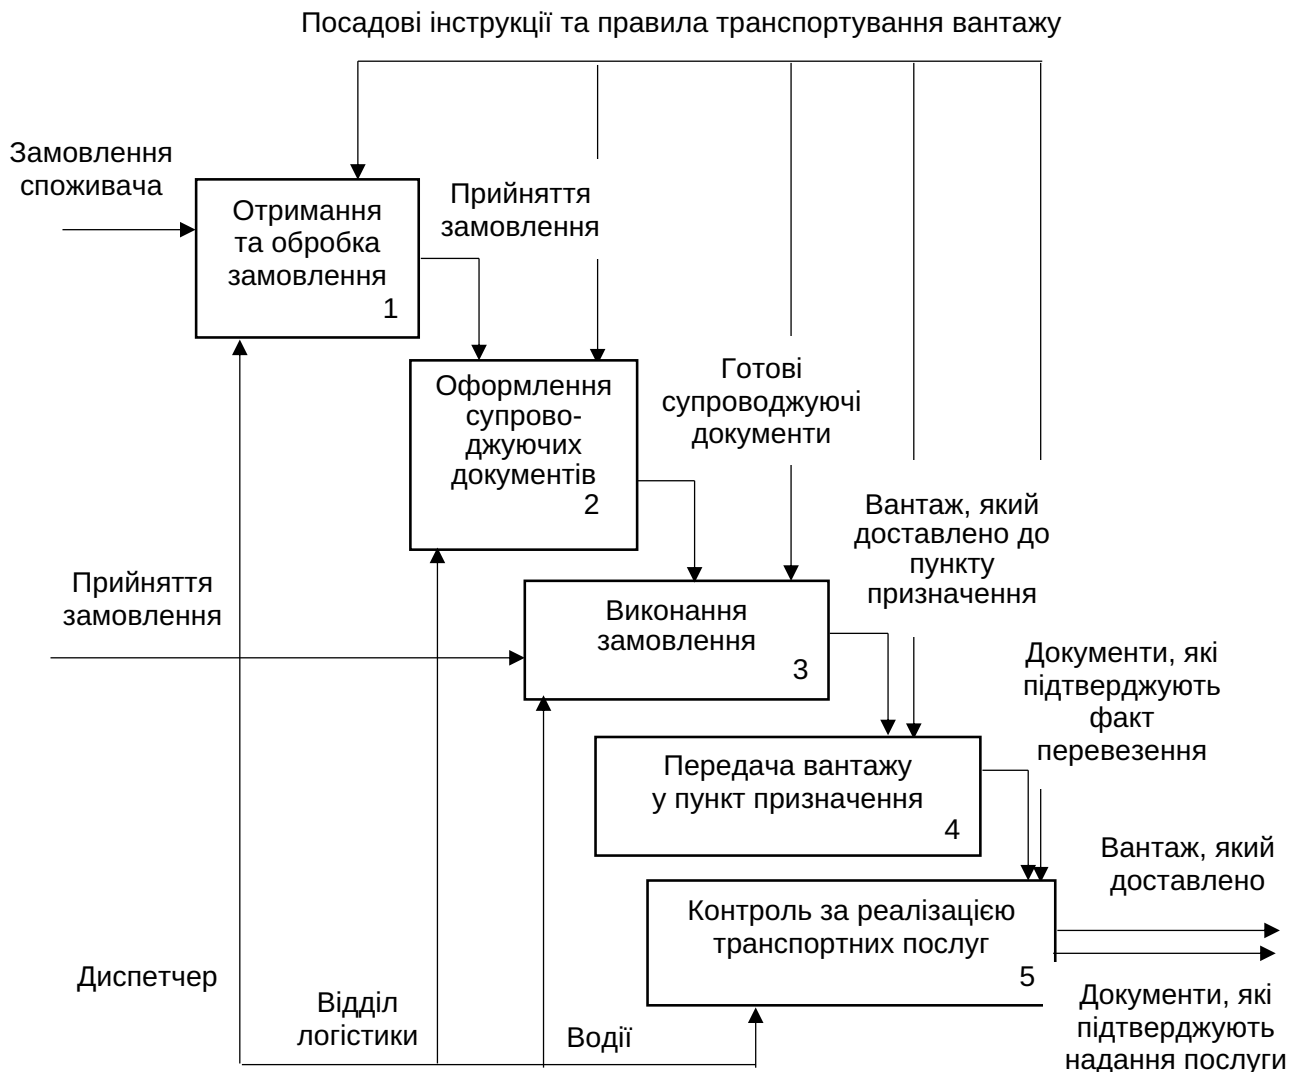 Посадові інструкції та правила транспортування вантажу
Замовлення
споживача
Отримання
та обробка
замовлення
1
Прийняття
замовлення
Оформлення
супрово-
джуючих
документів
2
Готові
супроводжуючі
документи
Вантаж, який
доставлено до
пункту
призначення
Прийняття
замовлення
Виконання
замовлення
3
Документи, які
підтверджують
факт
перевезення
Передача вантажу
у пункт призначення
4
Вантаж, який
доставлено
Контроль за реалізацією
транспортних послуг
5
Диспетчер
Відділ
логістики
Водії
Документи, які
підтверджують
надання послуги